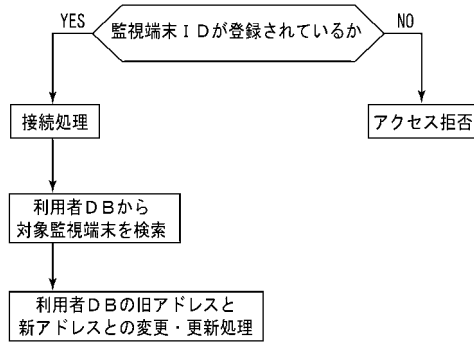 監視端末IDが登録されているか
YES
NO
接続処理
アクセス拒否
利用者DBから
対象監視端末を検索
利用者DBの旧アドレスと
新アドレスとの変更・更新処理